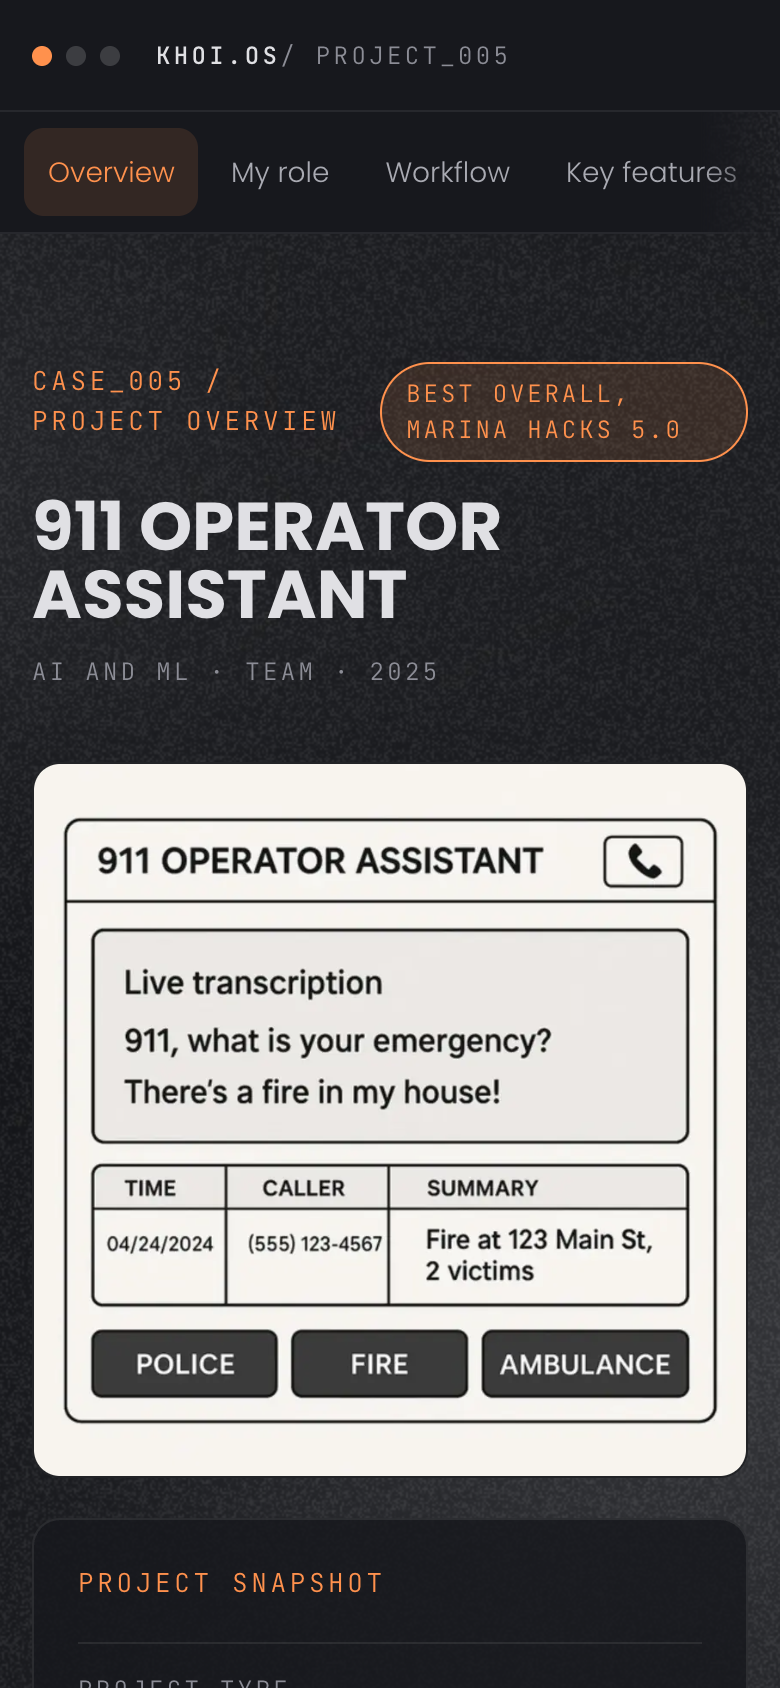 KHOI.OS/ PROJECT_005
Overview My role Workflow Key features
CASE_005 /
PROJECT OVERVIEW
BEST OVERALL,
MARINA HACKS 5.0
911 OPERATOR
ASSISTANT
AI AND ML · TEAM · 2025
911 OPERATOR ASSISTANT
Live transcription
911, what is your emergency?
There's a fire in my house!
TIME CALLER SUMMARY
04/24/2024 (555) 123-4567 Fire at 123 Main St,
2 victims
POLICE FIRE AMBULANCE
PROJECT SNAPSHOT
PROJECT TYPE